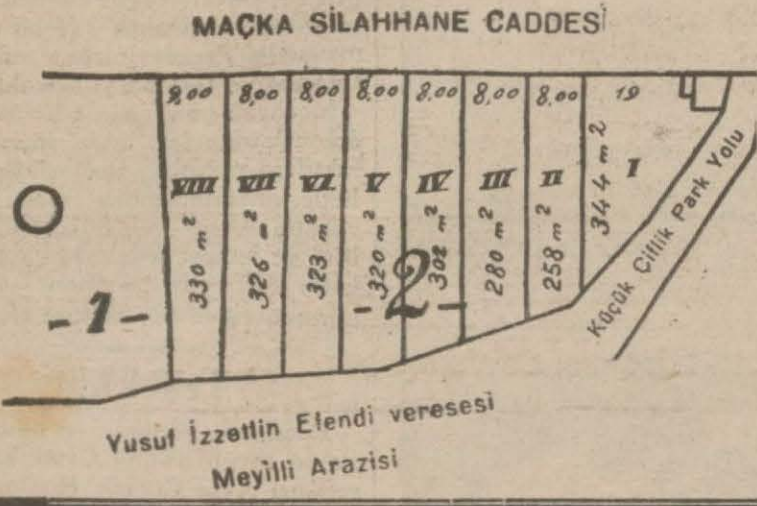 MAÇKA SİLAHHANE CADDESİ
8,00 8,00 8,00 8,00 8,00 8,00 8,00 19
VIII VII VI V IV III II I
330 m² 326 m² 323 m² 320 m² 302 m² 280 m² 258 m² 344 m2
-1- -2-
Küçük Çiftlik Park Yolu
Yusuf İzzettin Efendi veresesi
Meyilli Arazisi